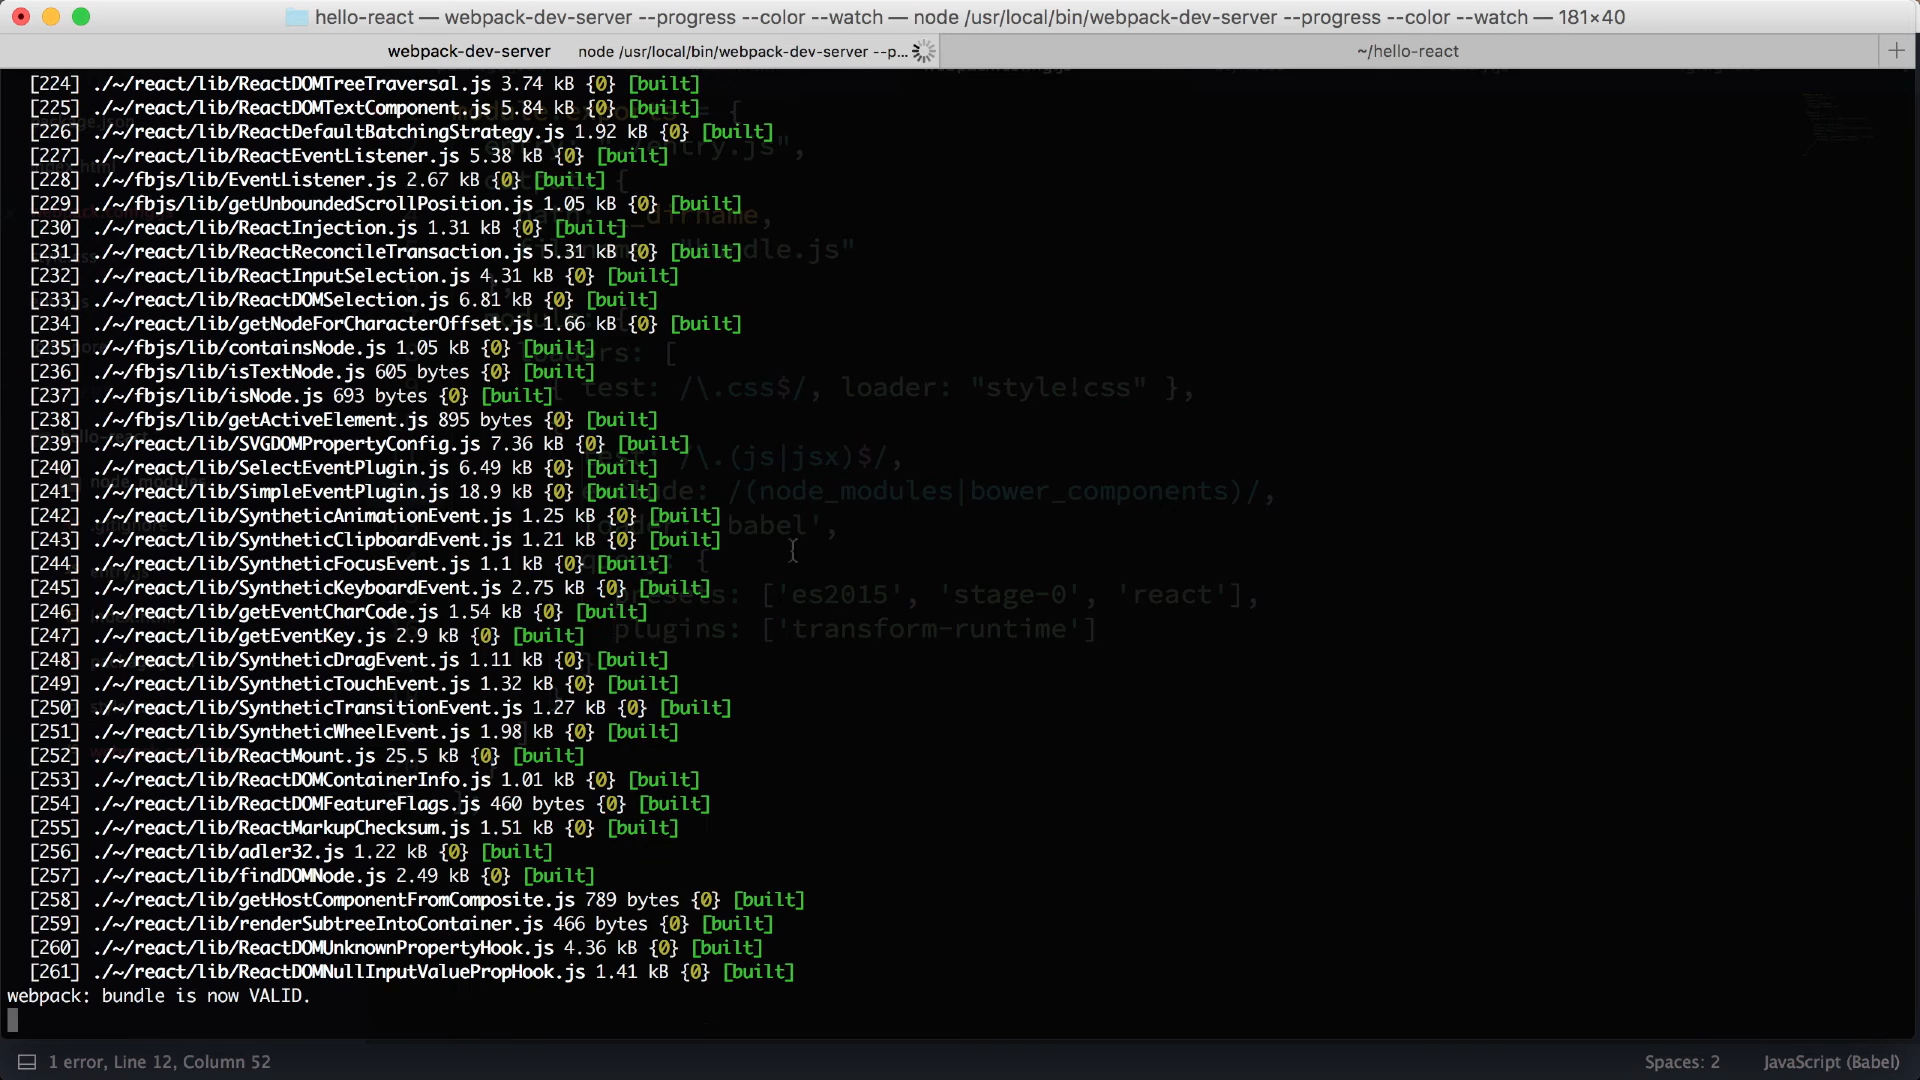 hello-react — webpack-dev-server --progress --color --watch — node /usr/local/bin/webpack-dev-server --progress --color --watch — 181×40
webpack-dev-server node /usr/local/bin/webpack-dev-server --p...
~/hello-react
[224] ./~/react/lib/ReactDOMTreeTraversal.js 3.74 kB {0} [built]
[225] ./~/react/lib/ReactDOMTextComponent.js 5.84 kB {0} [built]
[226] ./~/react/lib/ReactDefaultBatchingStrategy.js 1.92 kB {0} [built]
[227] ./~/react/lib/ReactEventListener.js 5.38 kB {0} [built]
[228] ./~/fbjs/lib/EventListener.js 2.67 kB {0} [built]
[229] ./~/fbjs/lib/getUnboundedScrollPosition.js 1.05 kB {0} [built]
[230] ./~/react/lib/ReactInjection.js 1.31 kB {0} [built]
[231] ./~/react/lib/ReactReconcileTransaction.js 5.31 kB {0} [built]
[232] ./~/react/lib/ReactInputSelection.js 4.31 kB {0} [built]
[233] ./~/react/lib/ReactDOMSelection.js 6.81 kB {0} [built]
[234] ./~/react/lib/getNodeForCharacterOffset.js 1.66 kB {0} [built]
[235] ./~/fbjs/lib/containsNode.js 1.05 kB {0} [built]
[236] ./~/fbjs/lib/isTextNode.js 605 bytes {0} [built]
[237] ./~/fbjs/lib/isNode.js 693 bytes {0} [built]
[238] ./~/fbjs/lib/getActiveElement.js 895 bytes {0} [built]
[239] ./~/react/lib/SVGDOMPropertyConfig.js 7.36 kB {0} [built]
[240] ./~/react/lib/SelectEventPlugin.js 6.49 kB {0} [built]
[241] ./~/react/lib/SimpleEventPlugin.js 18.9 kB {0} [built]
[242] ./~/react/lib/SyntheticAnimationEvent.js 1.25 kB {0} [built]
[243] ./~/react/lib/SyntheticClipboardEvent.js 1.21 kB {0} [built]
[244] ./~/react/lib/SyntheticFocusEvent.js 1.1 kB {0} [built]
[245] ./~/react/lib/SyntheticKeyboardEvent.js 2.75 kB {0} [built]
[246] ./~/react/lib/getEventCharCode.js 1.54 kB {0} [built]
[247] ./~/react/lib/getEventKey.js 2.9 kB {0} [built]
[248] ./~/react/lib/SyntheticDragEvent.js 1.11 kB {0} [built]
[249] ./~/react/lib/SyntheticTouchEvent.js 1.32 kB {0} [built]
[250] ./~/react/lib/SyntheticTransitionEvent.js 1.27 kB {0} [built]
[251] ./~/react/lib/SyntheticWheelEvent.js 1.98 kB {0} [built]
[252] ./~/react/lib/ReactMount.js 25.5 kB {0} [built]
[253] ./~/react/lib/ReactDOMContainerInfo.js 1.01 kB {0} [built]
[254] ./~/react/lib/ReactDOMFeatureFlags.js 460 bytes {0} [built]
[255] ./~/react/lib/ReactMarkupChecksum.js 1.51 kB {0} [built]
[256] ./~/react/lib/adler32.js 1.22 kB {0} [built]
[257] ./~/react/lib/findDOMNode.js 2.49 kB {0} [built]
[258] ./~/react/lib/getHostComponentFromComposite.js 789 bytes {0} [built]
[259] ./~/react/lib/renderSubtreeIntoContainer.js 466 bytes {0} [built]
[260] ./~/react/lib/ReactDOMUnknownPropertyHook.js 4.36 kB {0} [built]
[261] ./~/react/lib/ReactDOMNullInputValuePropHook.js 1.41 kB {0} [built]
webpack: bundle is now VALID.
{ test: /\.css$/, loader: "style!css" },
/\.(js|jsx)$/,
/(node_modules|bower_components)/,
presets: ['es2015', 'stage-0', 'react'],
plugins: ['transform-runtime']
1 error, Line 12, Column 52
Spaces: 2
JavaScript (Babel)